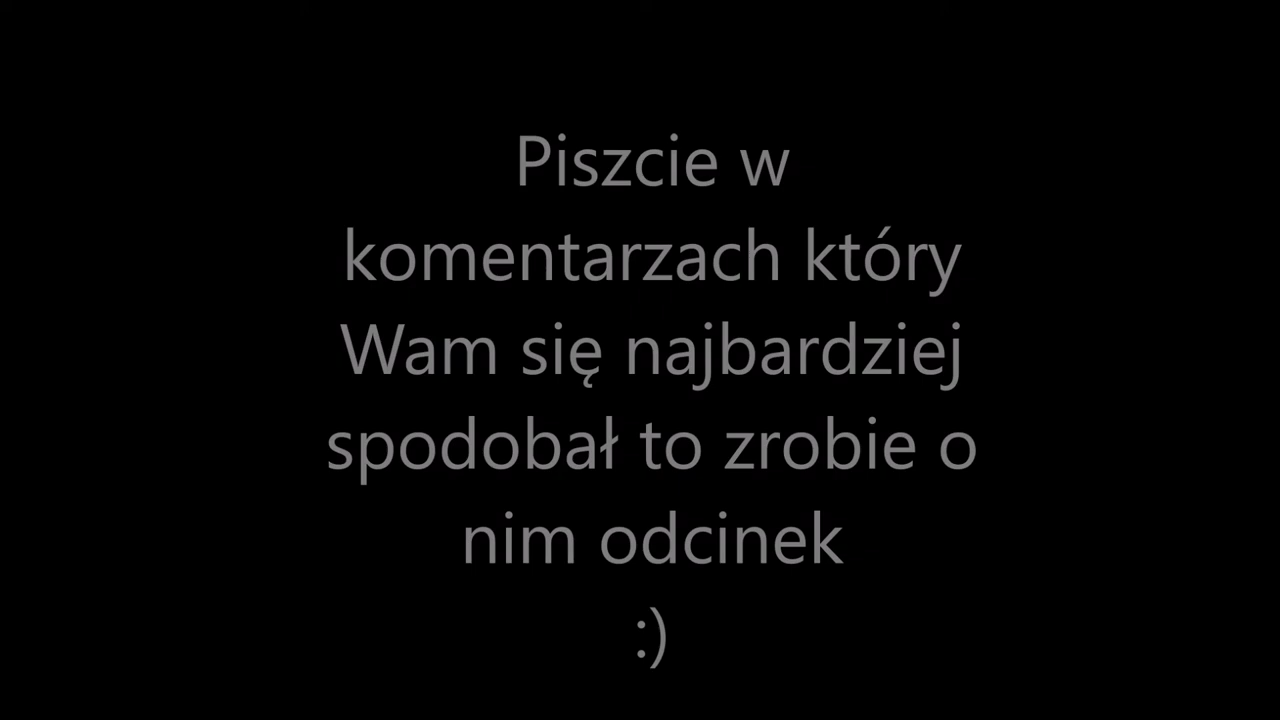 Piszcie w
komentarzach który
Wam się najbardziej
spodobał to zrobie o
nim odcinek
:)